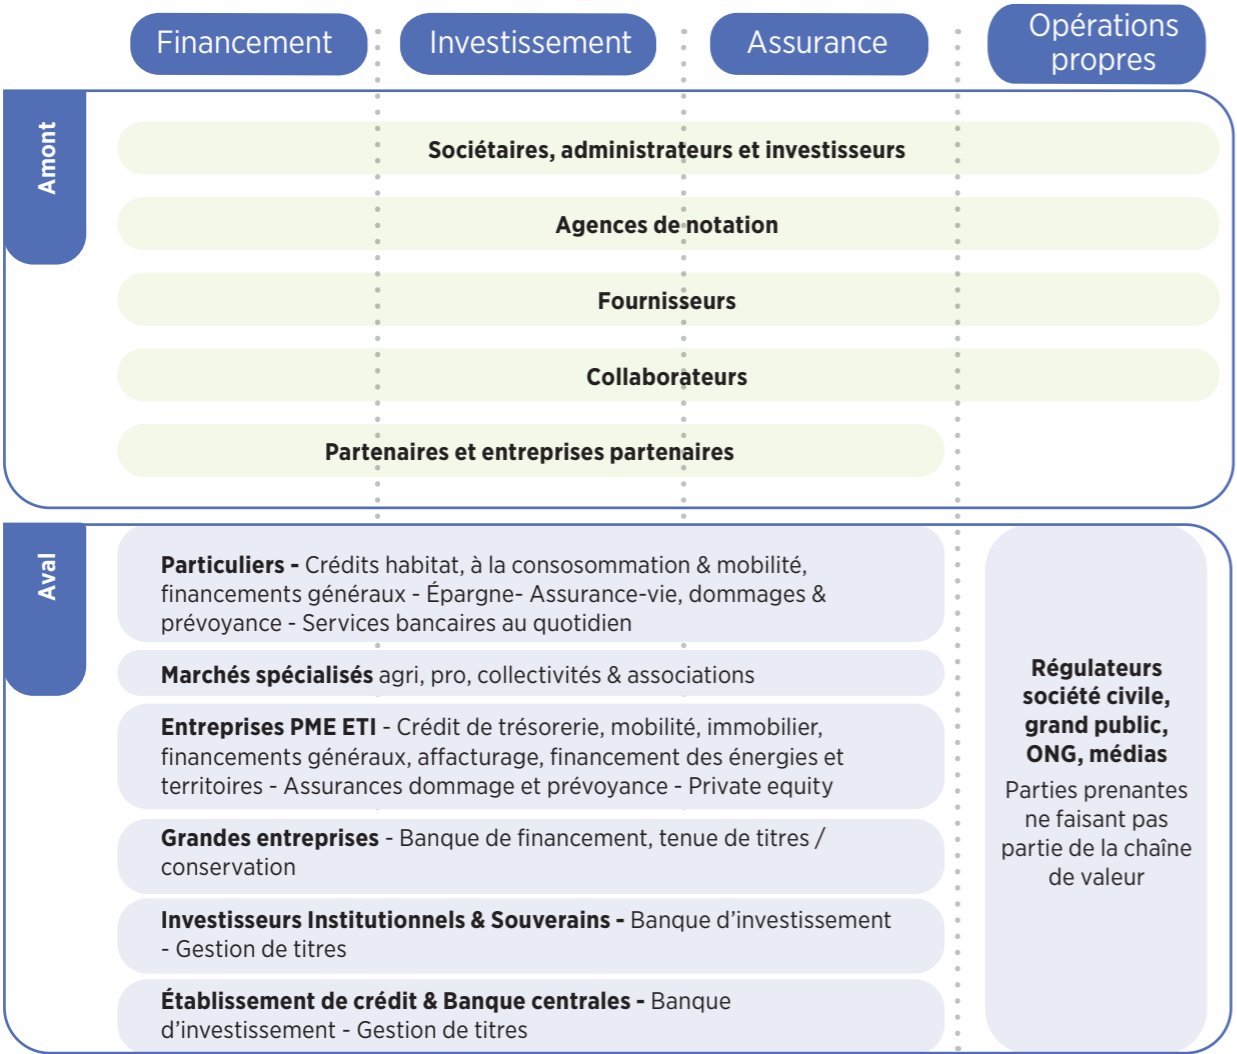 Financement
Investissement
Assurance
Opérations
propres
Amont
Sociétaires, administrateurs et investisseurs
Agences de notation
Fournisseurs
Collaborateurs
Partenaires et entreprises partenaires
Aval
Particuliers - Crédits habitat, à la consosommation & mobilité,
financements généraux - Épargne- Assurance-vie, dommages &
prévoyance - Services bancaires au quotidien
Marchés spécialisés agri, pro, collectivités & associations
Entreprises PME ETI - Crédit de trésorerie, mobilité, immobilier,
financements généraux, affacturage, financement des énergies et
territoires - Assurances dommage et prévoyance - Private equity
Grandes entreprises - Banque de financement, tenue de titres /
conservation
Investisseurs Institutionnels & Souverains - Banque d'investissement
- Gestion de titres
Établissement de crédit & Banque centrales - Banque
d'investissement - Gestion de titres
Régulateurs
société civile,
grand public,
ONG, médias
Parties prenantes
ne faisant pas
partie de la chaîne
de valeur